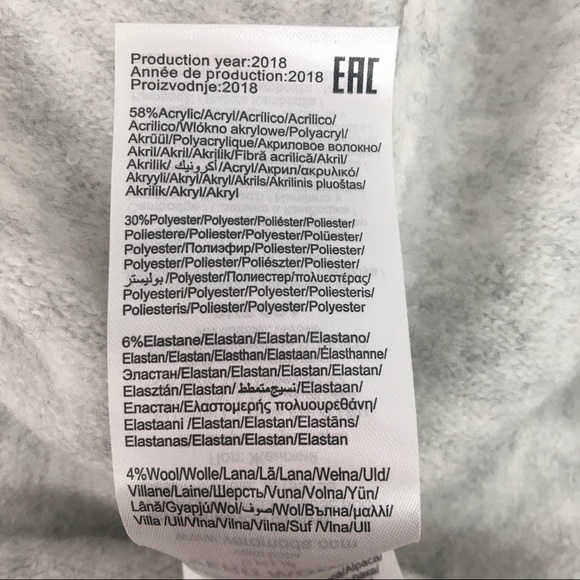 Production year:2018
Année de production:2018
Proizvodnje:2018
EAC
58%Acrylic/Acryl/Acrílico/Acrilico/
Acrilico/Wlókno akrylowe/Polyacryl/
Akrüül/Polyacrylique/Акриловое волокно/
Akril/Akril/Akrilik/Fibră acrilică/Akril/
Akrilik/ أكرونيك/Acryl/Акрил/ακρυλικό/
Akryyli/Akryl/Akryl/Akrils/Akrilinis pluoštas/
Akrilik/Akryl/Akryl
30%Polyester/Polyester/Poliéster/Poliester/
Poliestere/Poliester/Polyester/Polüester/
Polyester/Полиэфир/Poliester/Poliester/
Polyester/Poliester/Poliészter/Poliester/
بوليستر/Polyester/Полиестер/πολυεστέρας/
Polyesteri/Polyester/Polyester/Poliesteris/
Poliesteris/Poliester/Polyester/Polyester
6%Elastane/Elastan/Elastan/Elastano/
Elastan/Elastan/Elasthan/Elastaan/Élasthanne/
Эластан/Elastan/Elastan/Elastan/Elastan/
Elasztán/Elastan/ نسيج متمطط/Elastaan/
Еластан/Ελαστομερής πολυουρεθάνη/
Elastaani /Elastan/Elastan/Elastāns/
Elastanas/Elastan/Elastan/Elastan
4%Wool/Wolle/Lana/Lã/Lana/Wełna/Uld/
Villane/Laine/Шерсть/Vuna/Volna/Yün/
Lână/Gyapjú/Wol/صوف/Wol/Вълна/μαλλί/
Villa /Ull/Vlna/Vilna/Vilna/Suf /Vlna/Ull